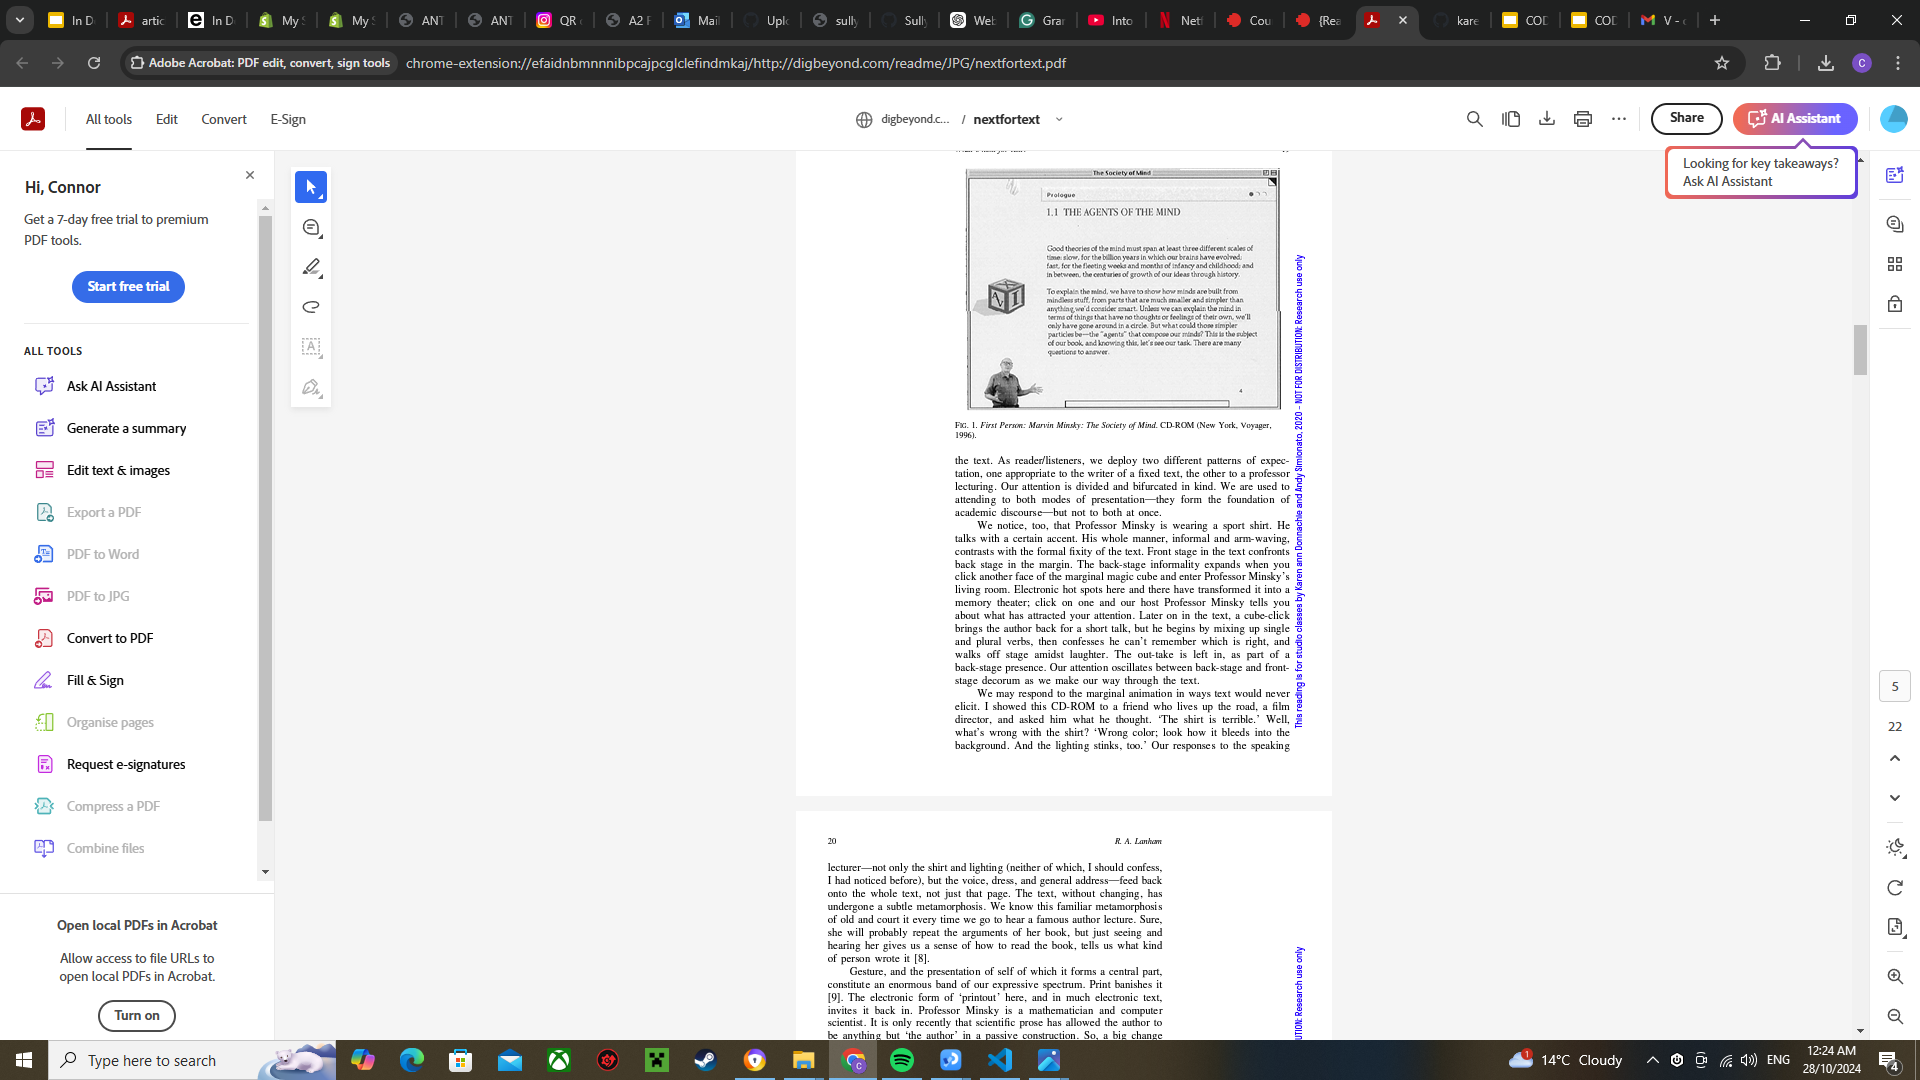 In D
artic
In D
My S
My S
ANT
ANT
QR c
A2 F
Mail
Uplo
sully
Sully
Web
Grar
Into
Netf
Cou
{Rea
kare
COD
COD
V - c
Adobe Acrobat: PDF edit, convert, sign tools
chrome-extension://efaidnbmnnnibpcajpcglclefindmkaj/http://digbeyond.com/readme/JPG/nextfortext.pdf
All tools
Edit
Convert
E-Sign
digbeyond.c... / nextfortext
Share
AI Assistant
Looking for key takeaways?
Ask AI Assistant
Hi, Connor
Get a 7-day free trial to premium
PDF tools.
Start free trial
ALL TOOLS
Ask AI Assistant
Generate a summary
Edit text & images
Export a PDF
PDF to Word
PDF to JPG
Convert to PDF
Fill & Sign
Organise pages
Request e-signatures
Compress a PDF
Combine files
Open local PDFs in Acrobat
Allow access to file URLs to
open local PDFs in Acrobat.
Turn on
The Society of Mind
Prologue
1.1 THE AGENTS OF THE MIND
Good theories of the mind must span at least three different scales of
time: slow, for the billion years in which our brains have evolved;
fast, for the fleeting weeks and months of infancy and childhood; and
in between, the centuries of growth of our ideas through history.
To explain the mind, we have to show how minds are built from
mindless stuff, from parts that are much smaller and simpler than
anything we'd consider smart. Unless we can explain the mind in
terms of things that have no thoughts or feelings of their own, we'll
only have gone around in a circle. But what could those simpler
particles be—the "agents" that compose our minds? This is the subject
of our book, and knowing this, let's see our task. There are many
questions to answer.
4
FIG. 1. First Person: Marvin Minsky: The Society of Mind. CD-ROM (New York, Voyager,
1996).
the text. As reader/listeners, we deploy two different patterns of expec-
tation, one appropriate to the writer of a fixed text, the other to a professor
lecturing. Our attention is divided and bifurcated in kind. We are used to
attending to both modes of presentation—they form the foundation of
academic discourse—but not to both at once.
We notice, too, that Professor Minsky is wearing a sport shirt. He
talks with a certain accent. His whole manner, informal and arm-waving,
contrasts with the formal fixity of the text. Front stage in the text confronts
back stage in the margin. The back-stage informality expands when you
click another face of the marginal magic cube and enter Professor Minsky's
living room. Electronic hot spots here and there have transformed it into a
memory theater; click on one and our host Professor Minsky tells you
about what has attracted your attention. Later on in the text, a cube-click
brings the author back for a short talk, but he begins by mixing up single
and plural verbs, then confesses he can't remember which is right, and
walks off stage amidst laughter. The out-take is left in, as part of a
back-stage presence. Our attention oscillates between back-stage and front-
stage decorum as we make our way through the text.
We may respond to the marginal animation in ways text would never
elicit. I showed this CD-ROM to a friend who lives up the road, a film
director, and asked him what he thought. 'The shirt is terrible.' Well,
what's wrong with the shirt? 'Wrong color; look how it bleeds into the
background. And the lighting stinks, too.' Our responses to the speaking
This reading is for studio classes by Karen ann Donnachie and Andy Simionato, 2020 - NOT FOR DISTRIBUTION: Research use only
20
R. A. Lanham
lecturer—not only the shirt and lighting (neither of which, I should confess,
I had noticed before), but the voice, dress, and general address—feed back
onto the whole text, not just that page. The text, without changing, has
undergone a subtle metamorphosis. We know this familiar metamorphosis
of old and court it every time we go to hear a famous author lecture. Sure,
she will probably repeat the arguments of her book, but just seeing and
hearing her gives us a sense of how to read the book, tells us what kind
of person wrote it [8].
Gesture, and the presentation of self of which it forms a central part,
constitute an enormous band of our expressive spectrum. Print banishes it
[9]. The electronic form of 'printout' here, and in much electronic text,
invites it back in. Professor Minsky is a mathematician and computer
scientist. It is only recently that scientific prose has allowed the author to
be anything but 'the author' in a passive construction. So, a big change
UTION: Research use only
5
22
Type here to search
14°C Cloudy
ENG
12:24 AM
28/10/2024
4